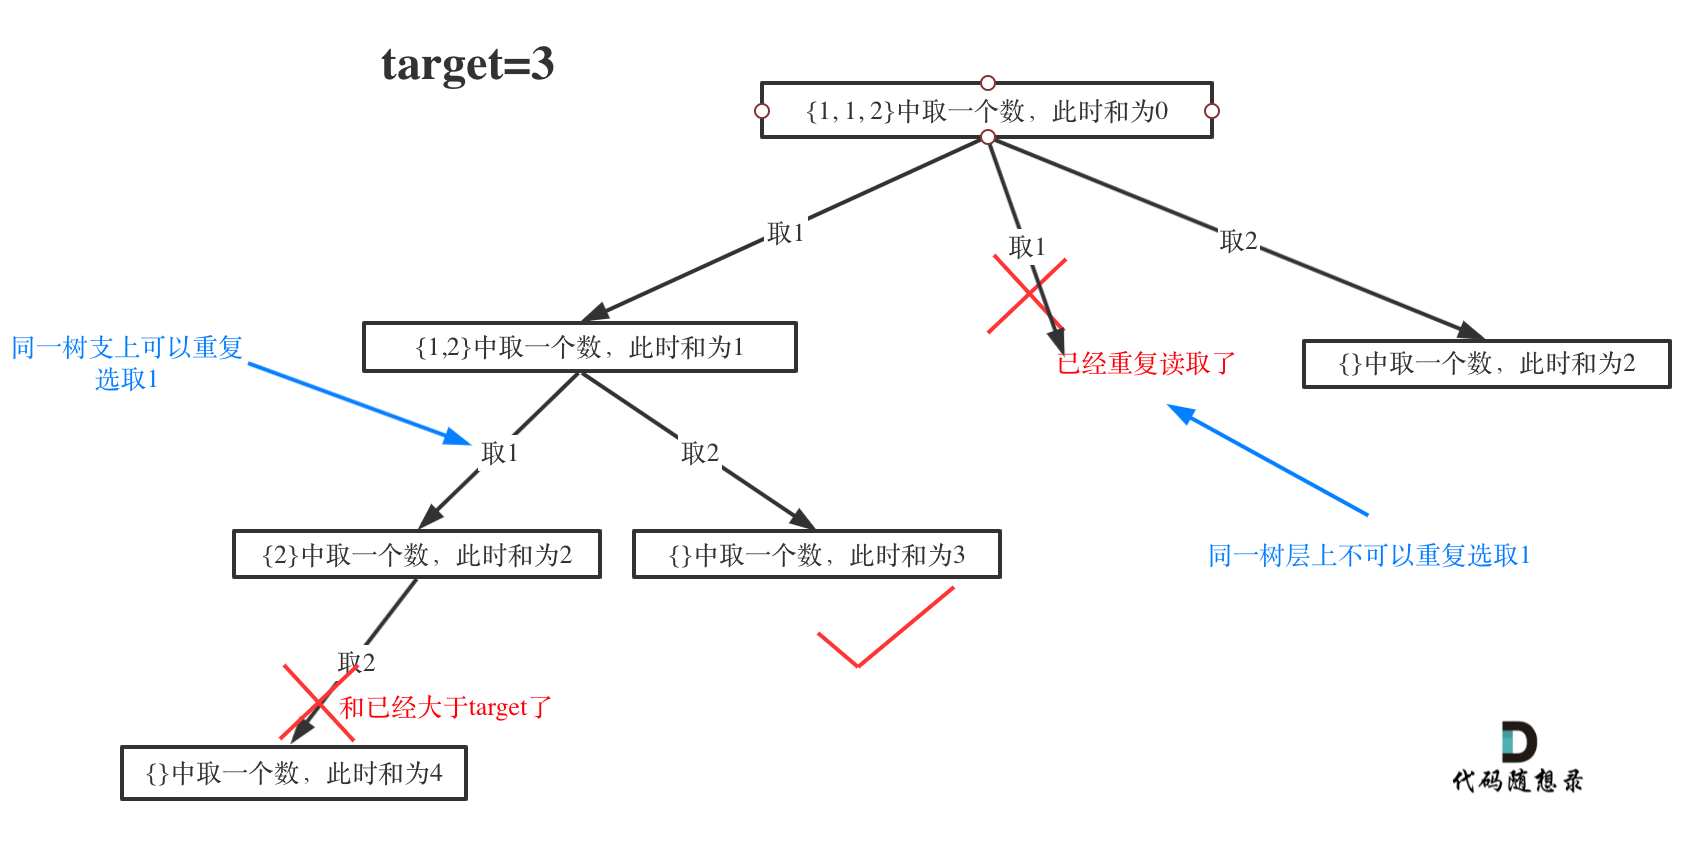 target=3
{1, 1, 2}中取一个数，此时和为0
取1
取1
取2
同一树支上可以重复
选取1
{1,2}中取一个数，此时和为1
已经重复读取了
{}中取一个数，此时和为2
取1
取2
{2}中取一个数，此时和为2
{}中取一个数，此时和为3
同一树层上不可以重复选取1
取2
和已经大于target了
{}中取一个数，此时和为4
代码随想录